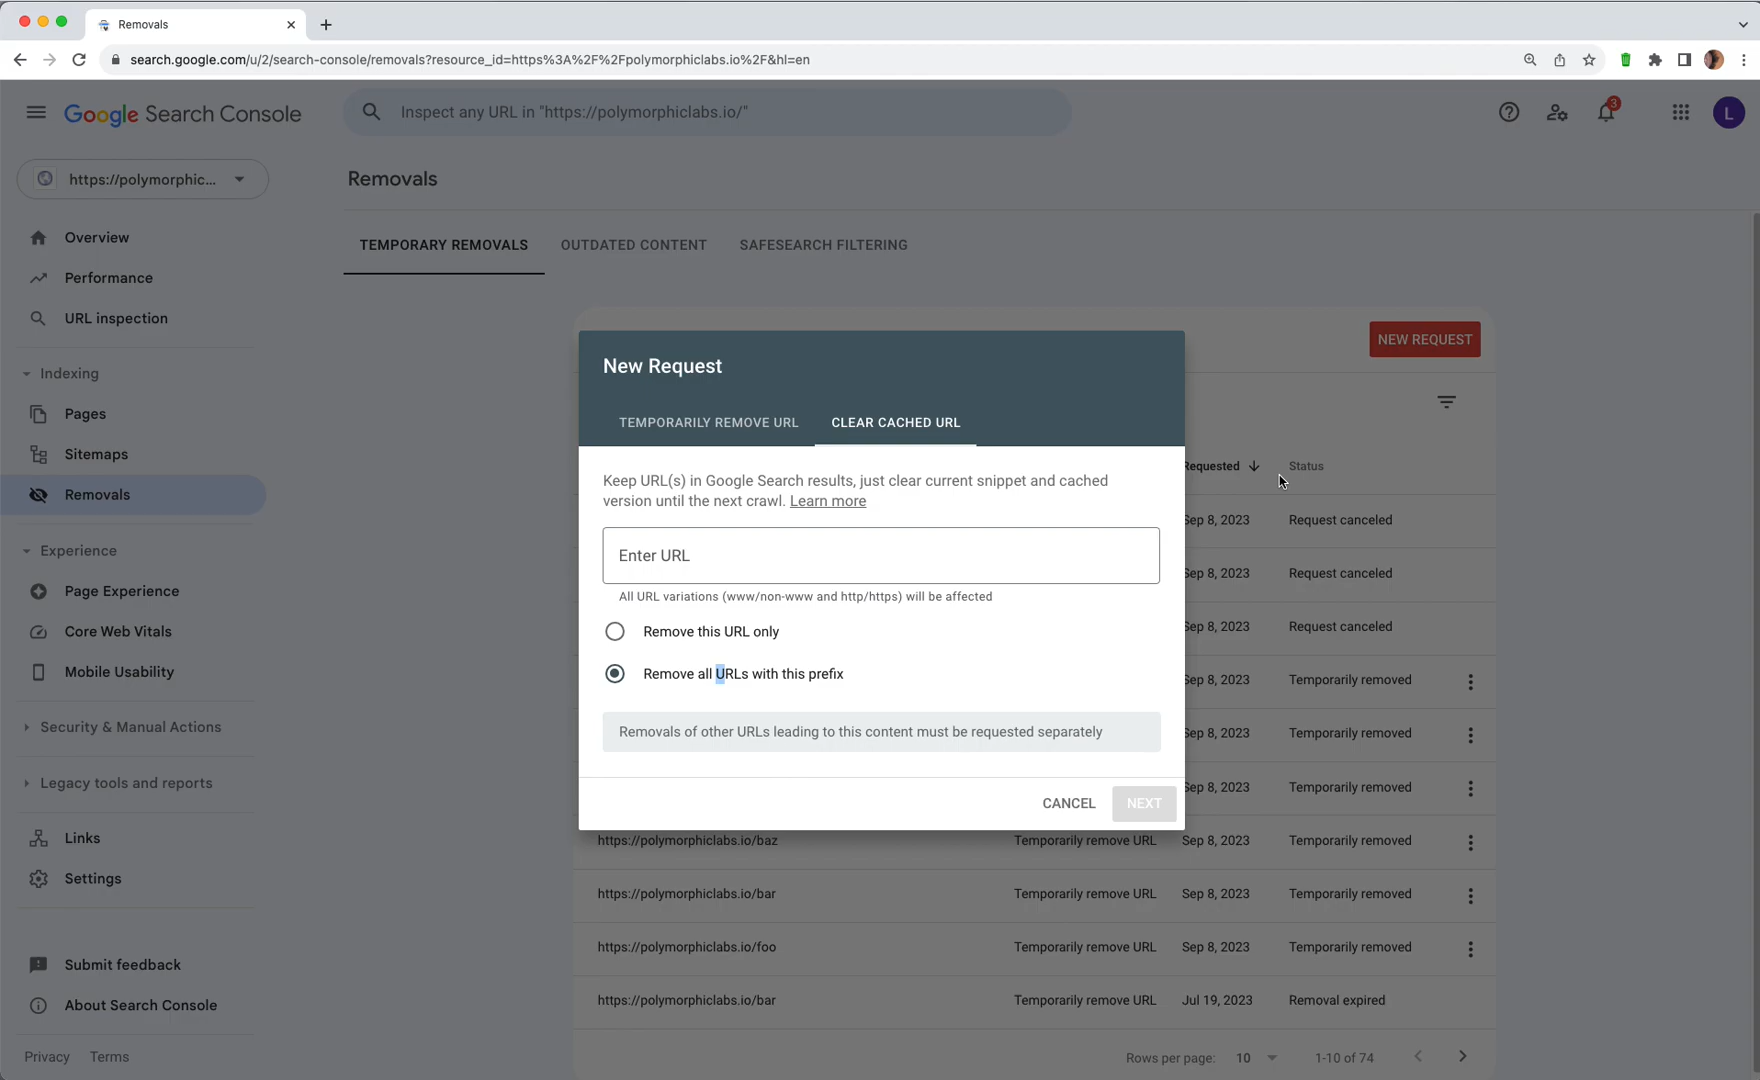 Removals
search.google.com/u/2/search-console/removals?resource_id=https%3A%2F%2Fpolymorphiclabs.io%2F&hl=en
Google Search Console
Inspect any URL in "https://polymorphiclabs.io/"
3
L
https://polymorphic...
Removals
Overview
Performance
URL inspection
Indexing
Pages
Sitemaps
Removals
Experience
Page Experience
Core Web Vitals
Mobile Usability
Security & Manual Actions
Legacy tools and reports
Links
Settings
Submit feedback
About Search Console
Privacy Terms
TEMPORARY REMOVALS OUTDATED CONTENT SAFESEARCH FILTERING
NEW REQUEST
New Request
TEMPORARILY REMOVE URL CLEAR CACHED URL
Keep URL(s) in Google Search results, just clear current snippet and cached
version until the next crawl. Learn more
Enter URL
All URL variations (www/non-www and http/https) will be affected
Remove this URL only
Remove all URLs with this prefix
Removals of other URLs leading to this content must be requested separately
CANCEL NEXT
Requested Status
Sep 8, 2023 Request canceled
Sep 8, 2023 Request canceled
Sep 8, 2023 Request canceled
Sep 8, 2023 Temporarily removed
Sep 8, 2023 Temporarily removed
Sep 8, 2023 Temporarily removed
https://polymorphiclabs.io/baz Temporarily remove URL Sep 8, 2023 Temporarily removed
https://polymorphiclabs.io/bar Temporarily remove URL Sep 8, 2023 Temporarily removed
https://polymorphiclabs.io/foo Temporarily remove URL Sep 8, 2023 Temporarily removed
https://polymorphiclabs.io/bar Temporarily remove URL Jul 19, 2023 Removal expired
Rows per page: 10 1-10 of 74